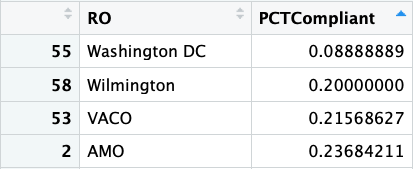 RO PCTCompliant
55 Washington DC 0.08888889
58 Wilmington 0.20000000
53 VACO 0.21568627
2 AMO 0.23684211